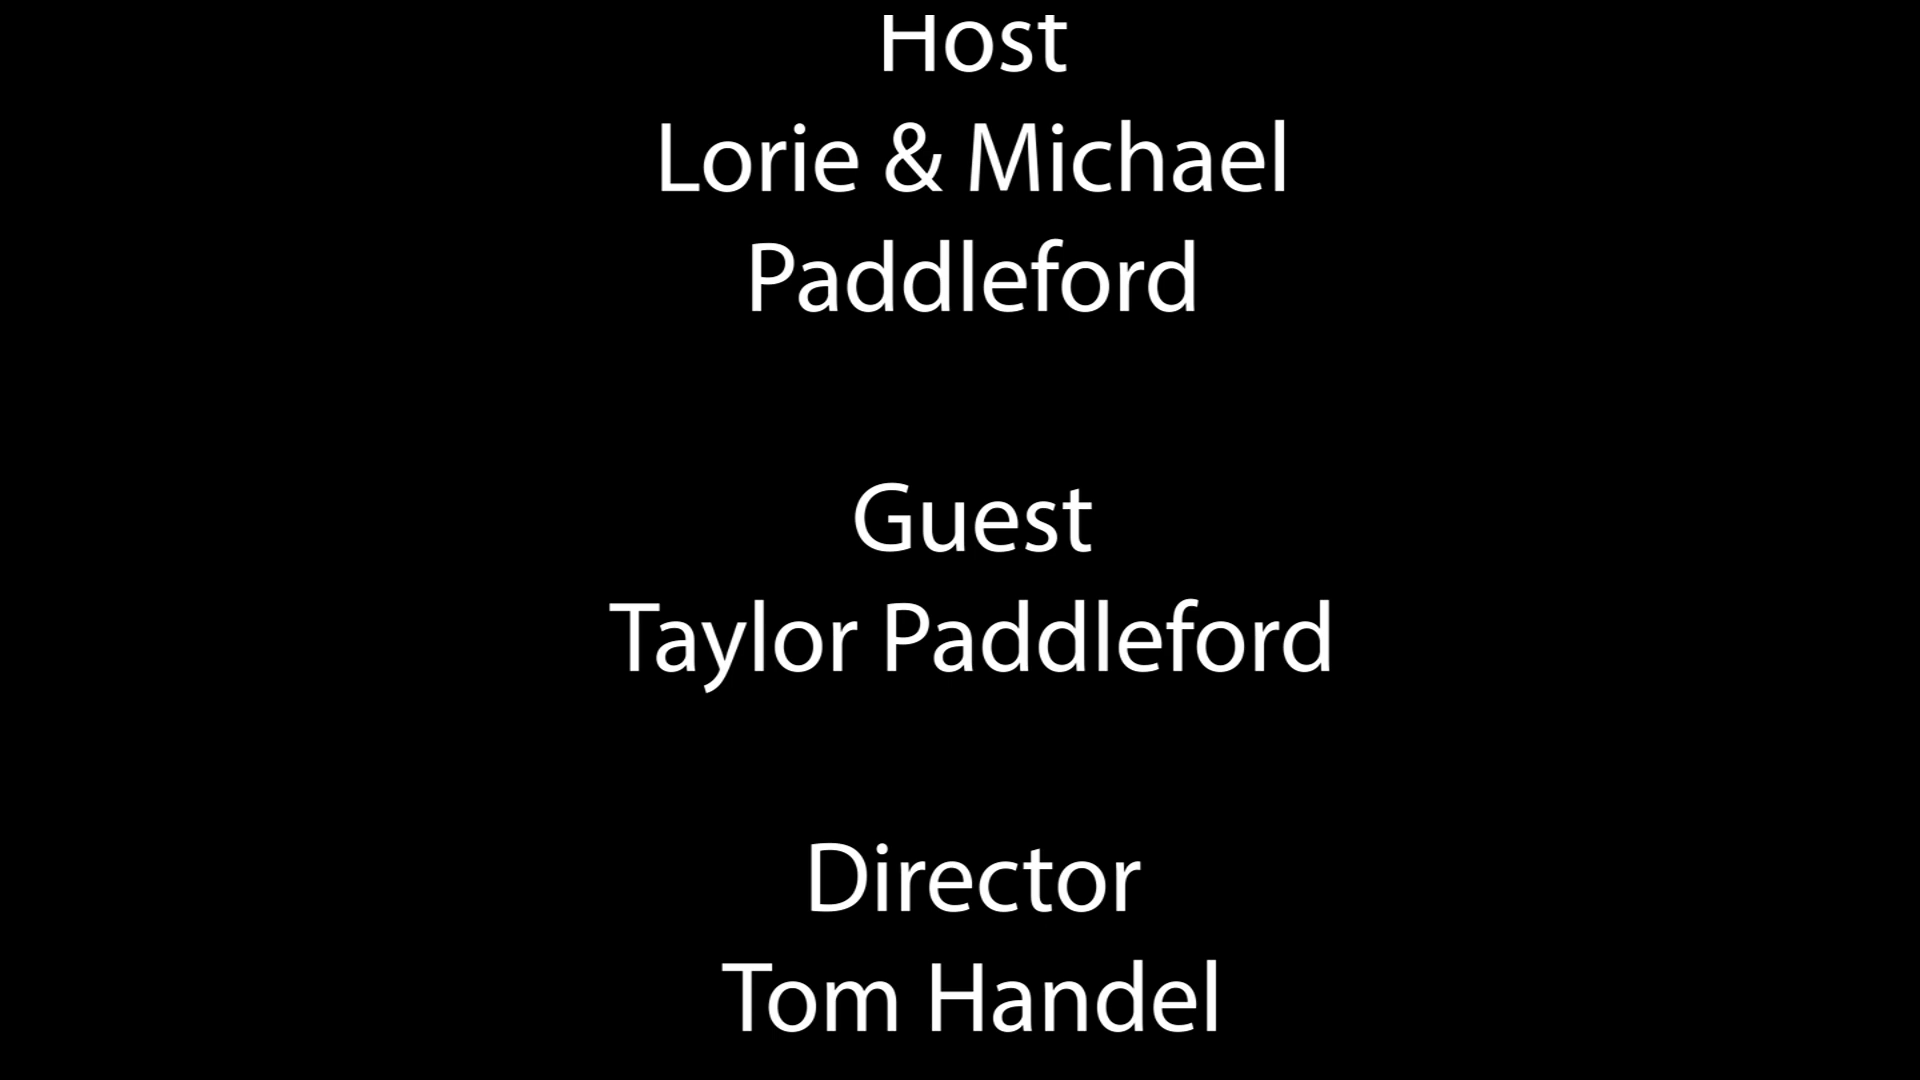 Host
Lorie & Michael
Paddleford
Guest
Taylor Paddleford
Director
Tom Handel